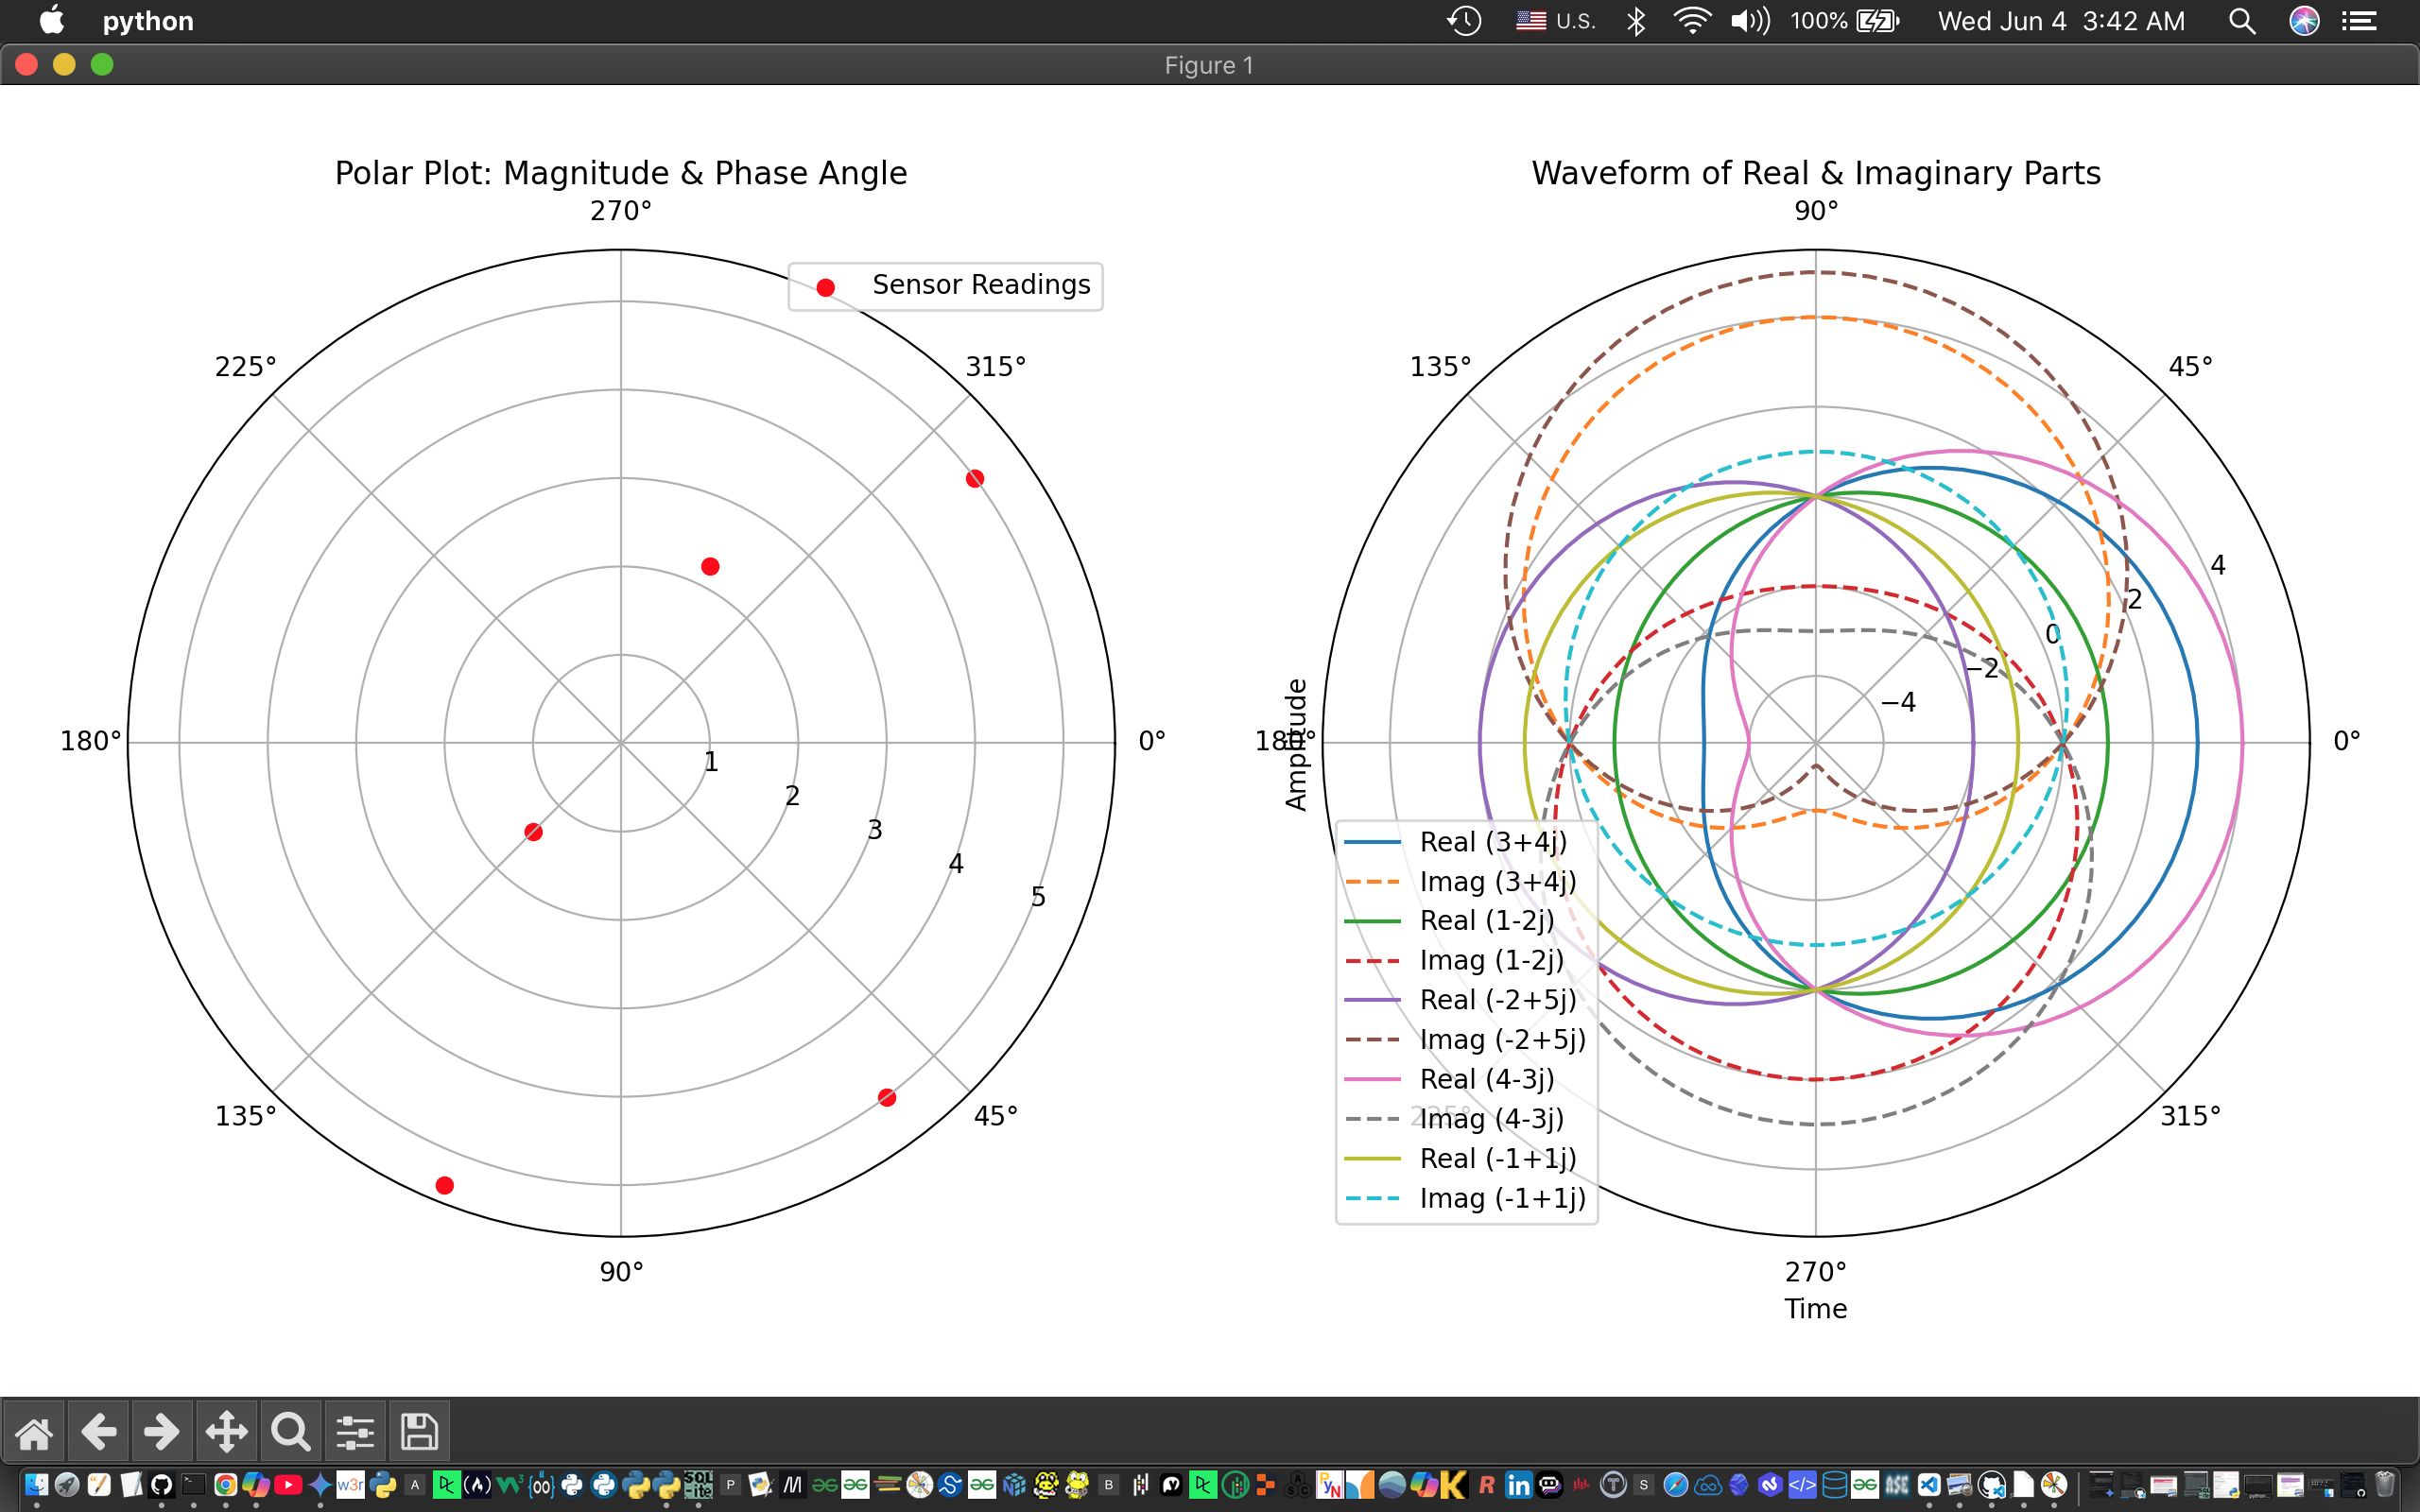 python
U.S.
100%
Wed Jun 4 3:42 AM
Figure 1
Polar Plot: Magnitude & Phase Angle
270°
Sensor Readings
225°
315°
180°
0°
1
2
3
4
5
135°
45°
90°
Waveform of Real & Imaginary Parts
90°
135°
45°
4
2
0
−2
−4
180°
0°
Amplitude
Real (3+4j)
Imag (3+4j)
Real (1-2j)
Imag (1-2j)
Real (-2+5j)
Imag (-2+5j)
Real (4-3j)
225°
Imag (4-3j)
Real (-1+1j)
Imag (-1+1j)
315°
270°
Time
w3r
A
SQL
ite
P
B
K
R
in
S